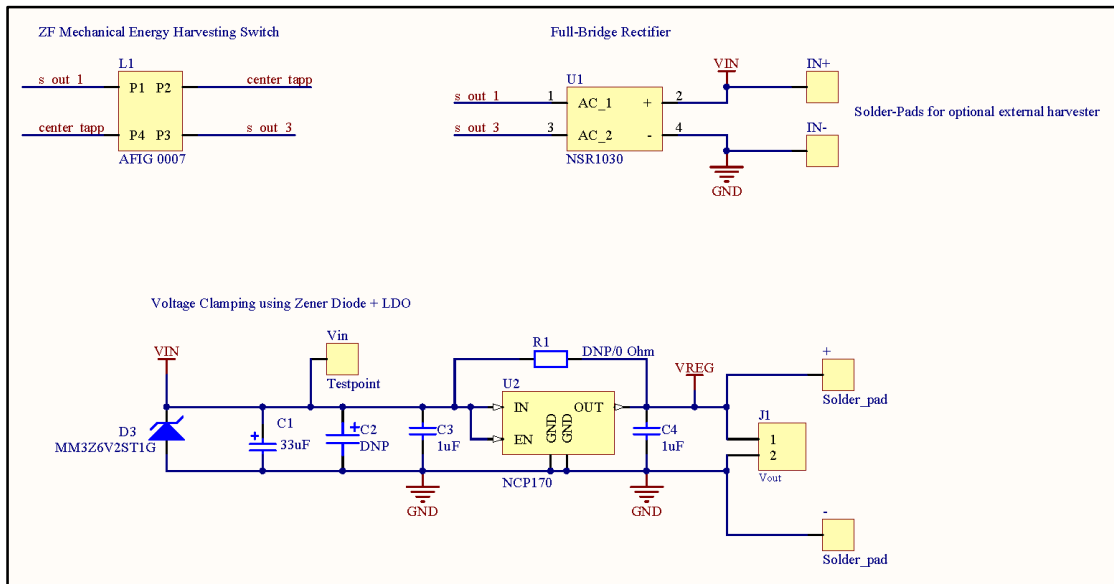 ZF Mechanical Energy Harvesting Switch
L1
s_out_1
P1 P2
center_tapp
center_tapp
P4 P3
s_out_3
AFIG 0007
Full-Bridge Rectifier
VIN
IN+
U1
s_out_1
1
AC_1
+
2
Solder-Pads for optional external harvester
s_out_3
3
AC_2
-
4
IN-
NSR1030
GND
Voltage Clamping using Zener Diode + LDO
Vin
VIN
Testpoint
R1
DNP/0 Ohm
U2
VREG
+
Solder_pad
IN
OUT
EN
GND
GND
D3
MM3Z6V2ST1G
C1
33uF
+
C2
DNP
+
C3
1uF
C4
1uF
J1
1
2
Vout
NCP170
GND
GND
-
Solder_pad